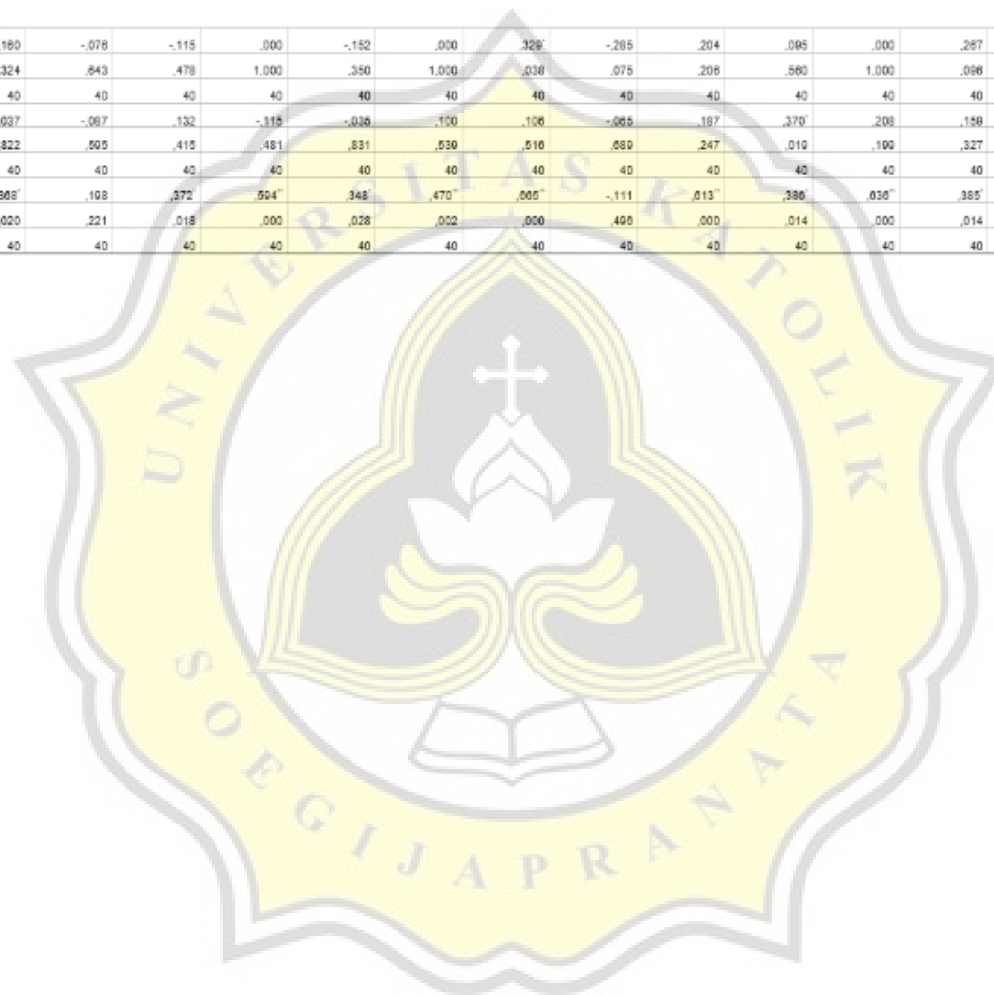 ,160 -,076 -,115 ,000 -,152 ,000 ,329* -,285 ,204 ,095 ,000 ,267
,324 ,643 ,478 1,000 ,350 1,000 ,038 ,075 ,206 ,560 1,000 ,096
40 40 40 40 40 40 40 40 40 40 40 40
,037 -,087 ,132 -,115 -,035 ,100 ,106 -,065 ,187 ,370* ,208 ,159
,822 ,595 ,415 ,481 ,831 ,539 ,516 ,689 ,247 ,019 ,199 ,327
40 40 40 40 40 40 40 40 40 40 40 40
,368* ,198 ,372 ,594** ,348 ,470** ,665** -,111 ,613** ,386 ,636** ,385*
,020 ,221 ,018 ,000 ,028 ,002 ,000 ,496 ,000 ,014 ,000 ,014
40 40 40 40 40 40 40 40 40 40 40 40
UNIVERSITAS KATOLIK
SOEGIJAPRANATA